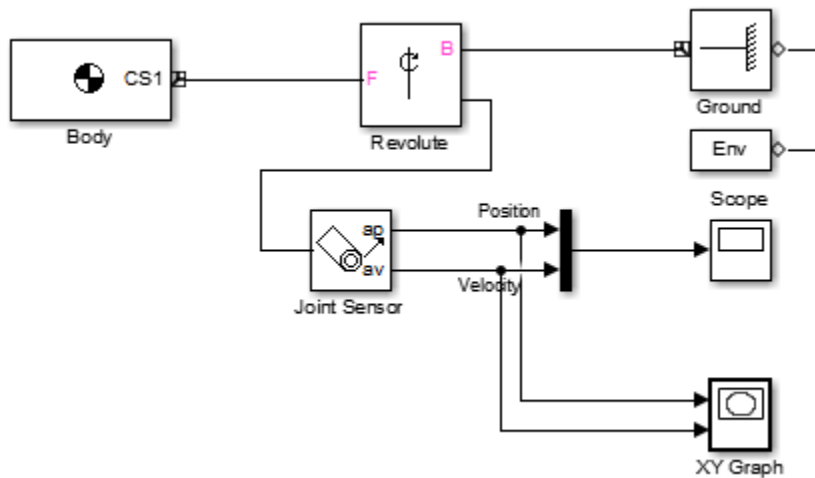 CS1
Body
F
B
Revolute
Ground
Env
Scope
ap
av
Joint Sensor
Position
Velocity
XY Graph